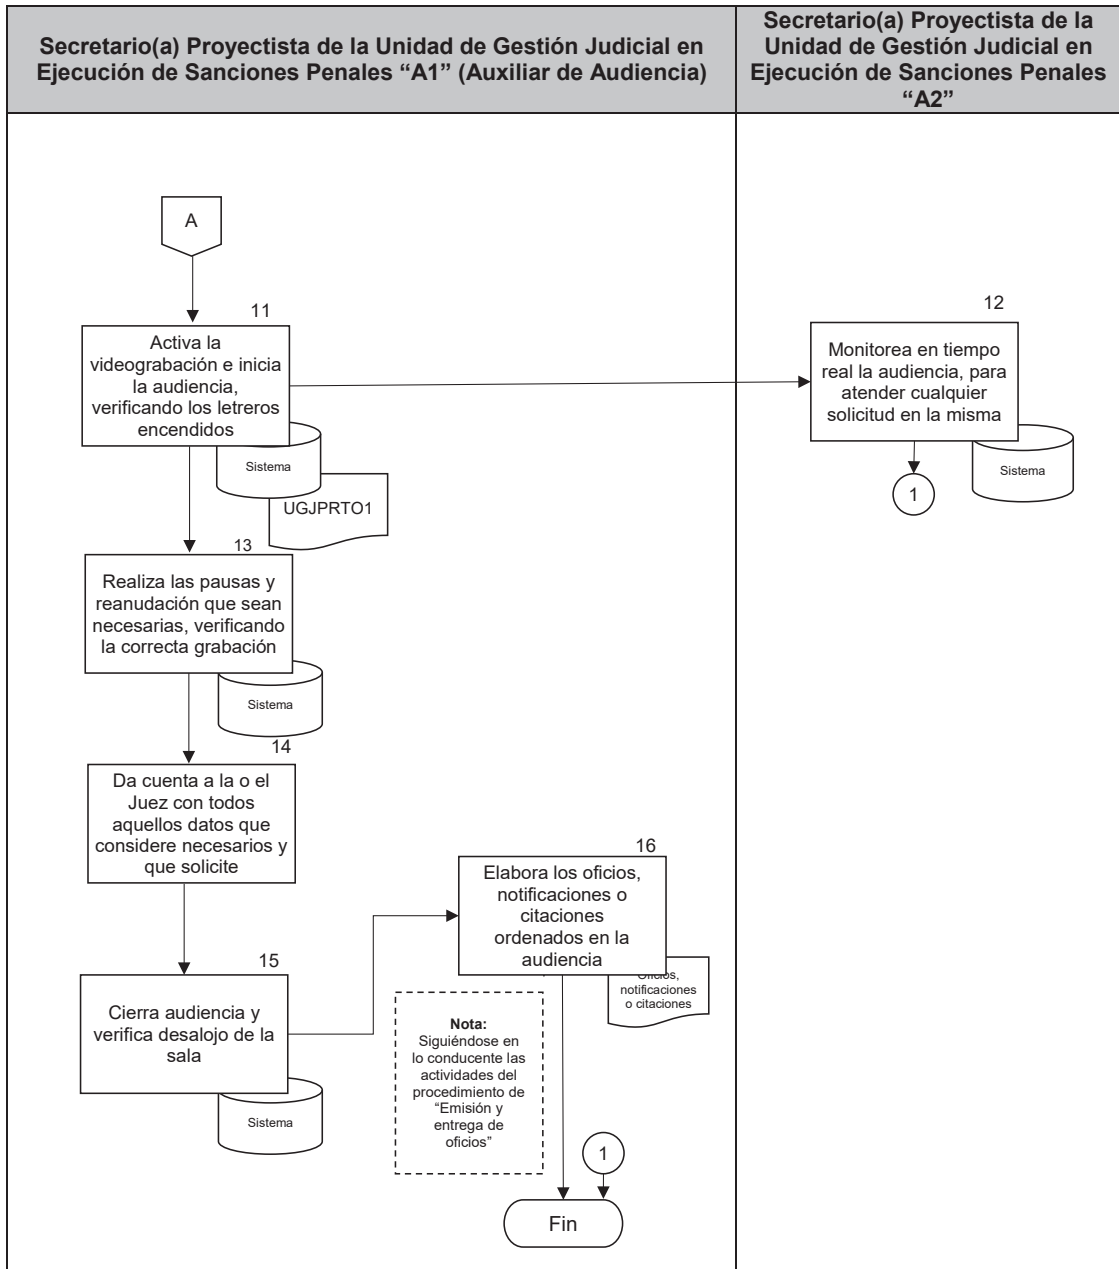 Secretario(a) Proyectista de la Unidad de Gestión Judicial en
Ejecución de Sanciones Penales “A1” (Auxiliar de Audiencia)
Secretario(a) Proyectista de la
Unidad de Gestión Judicial en
Ejecución de Sanciones Penales
“A2”
A
11
Activa la
videograbación e inicia
la audiencia,
verificando los letreros
encendidos
Sistema
UGJPRTO1
12
Monitorea en tiempo
real la audiencia, para
atender cualquier
solicitud en la misma
Sistema
1
13
Realiza las pausas y
reanudación que sean
necesarias, verificando
la correcta grabación
Sistema
14
Da cuenta a la o el
Juez con todos
aquellos datos que
considere necesarios y
que solicite
15
Cierra audiencia y
verifica desalojo de la
sala
Sistema
16
Elabora los oficios,
notificaciones o
citaciones
ordenados en la
audiencia
Oficios,
notificaciones
o citaciones
Nota:
Siguiéndose en
lo conducente las
actividades del
procedimiento de
“Emisión y
entrega de
oficios”
1
Fin